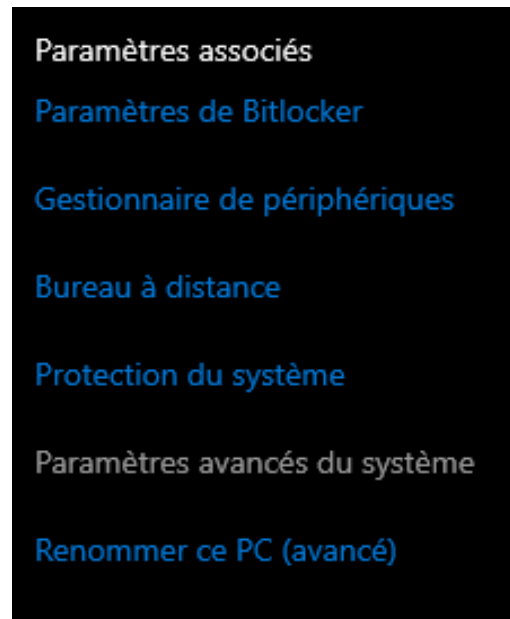 Paramètres associés
Paramètres de Bitlocker
Gestionnaire de périphériques
Bureau à distance
Protection du système
Paramètres avancés du système
Renommer ce PC (avancé)